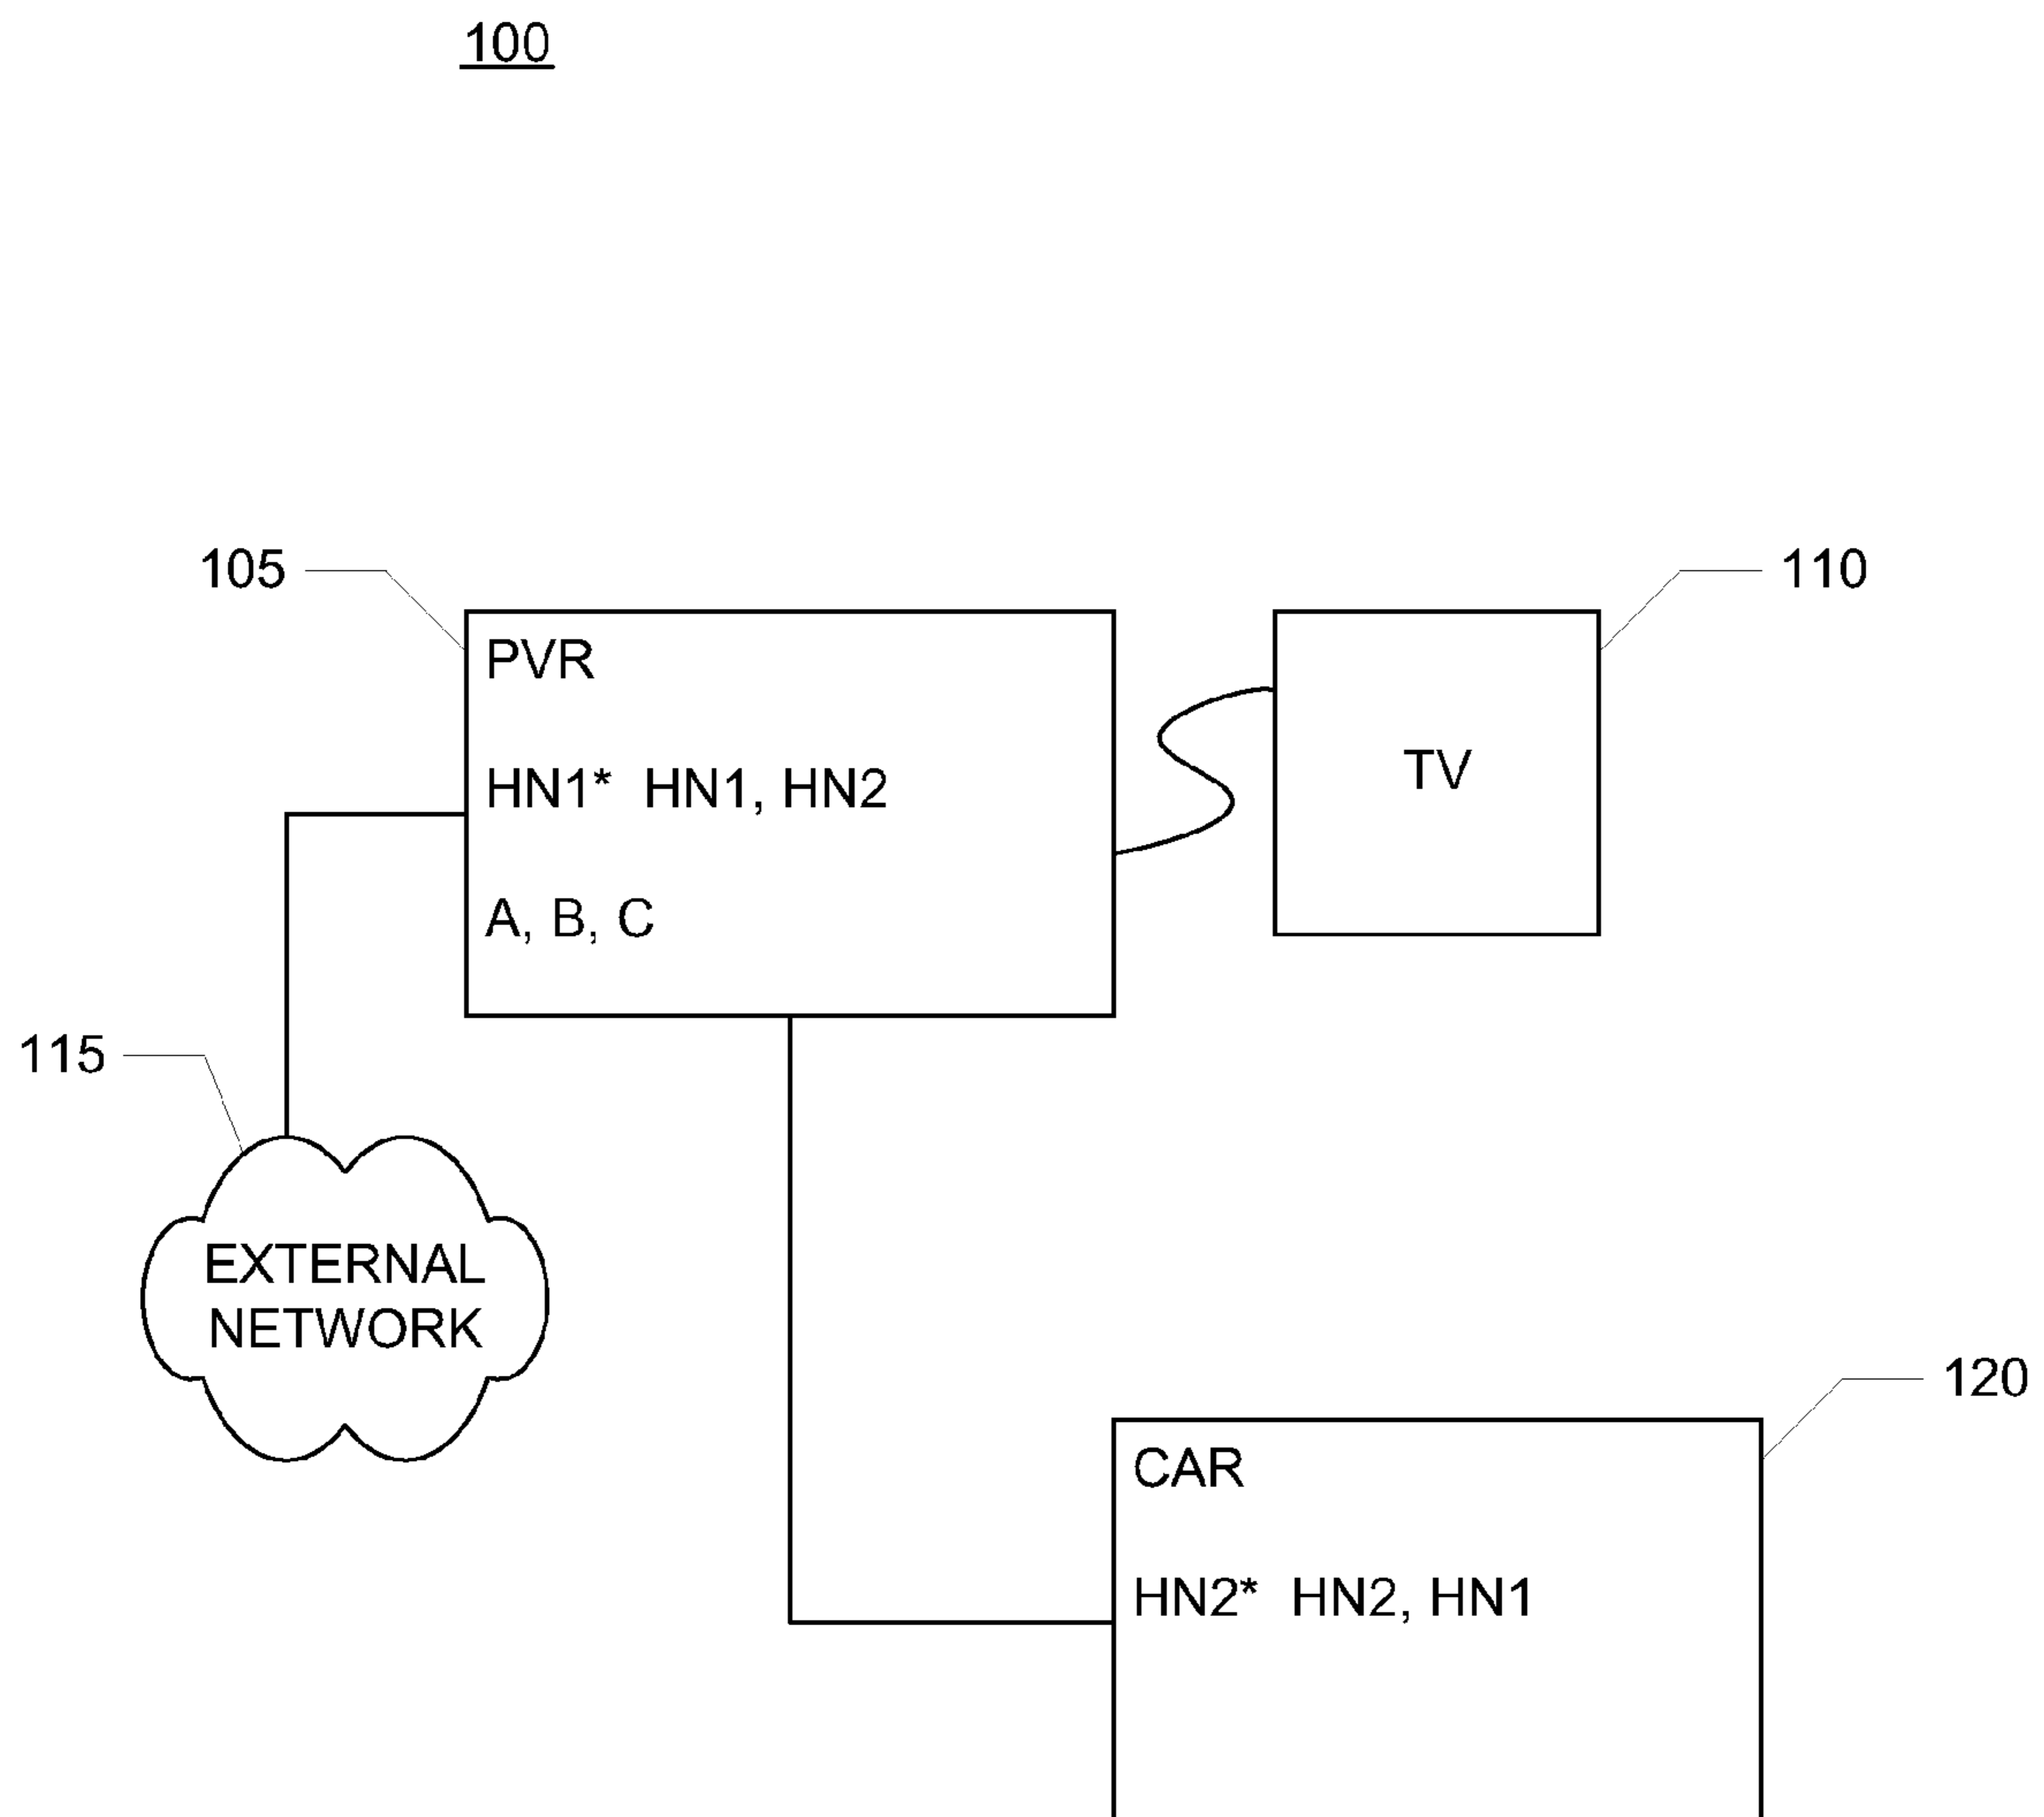 100
105
110
PVR
TV
HN1*  HN1, HN2
A, B, C
115
EXTERNAL
NETWORK
120
CAR
HN2*  HN2, HN1